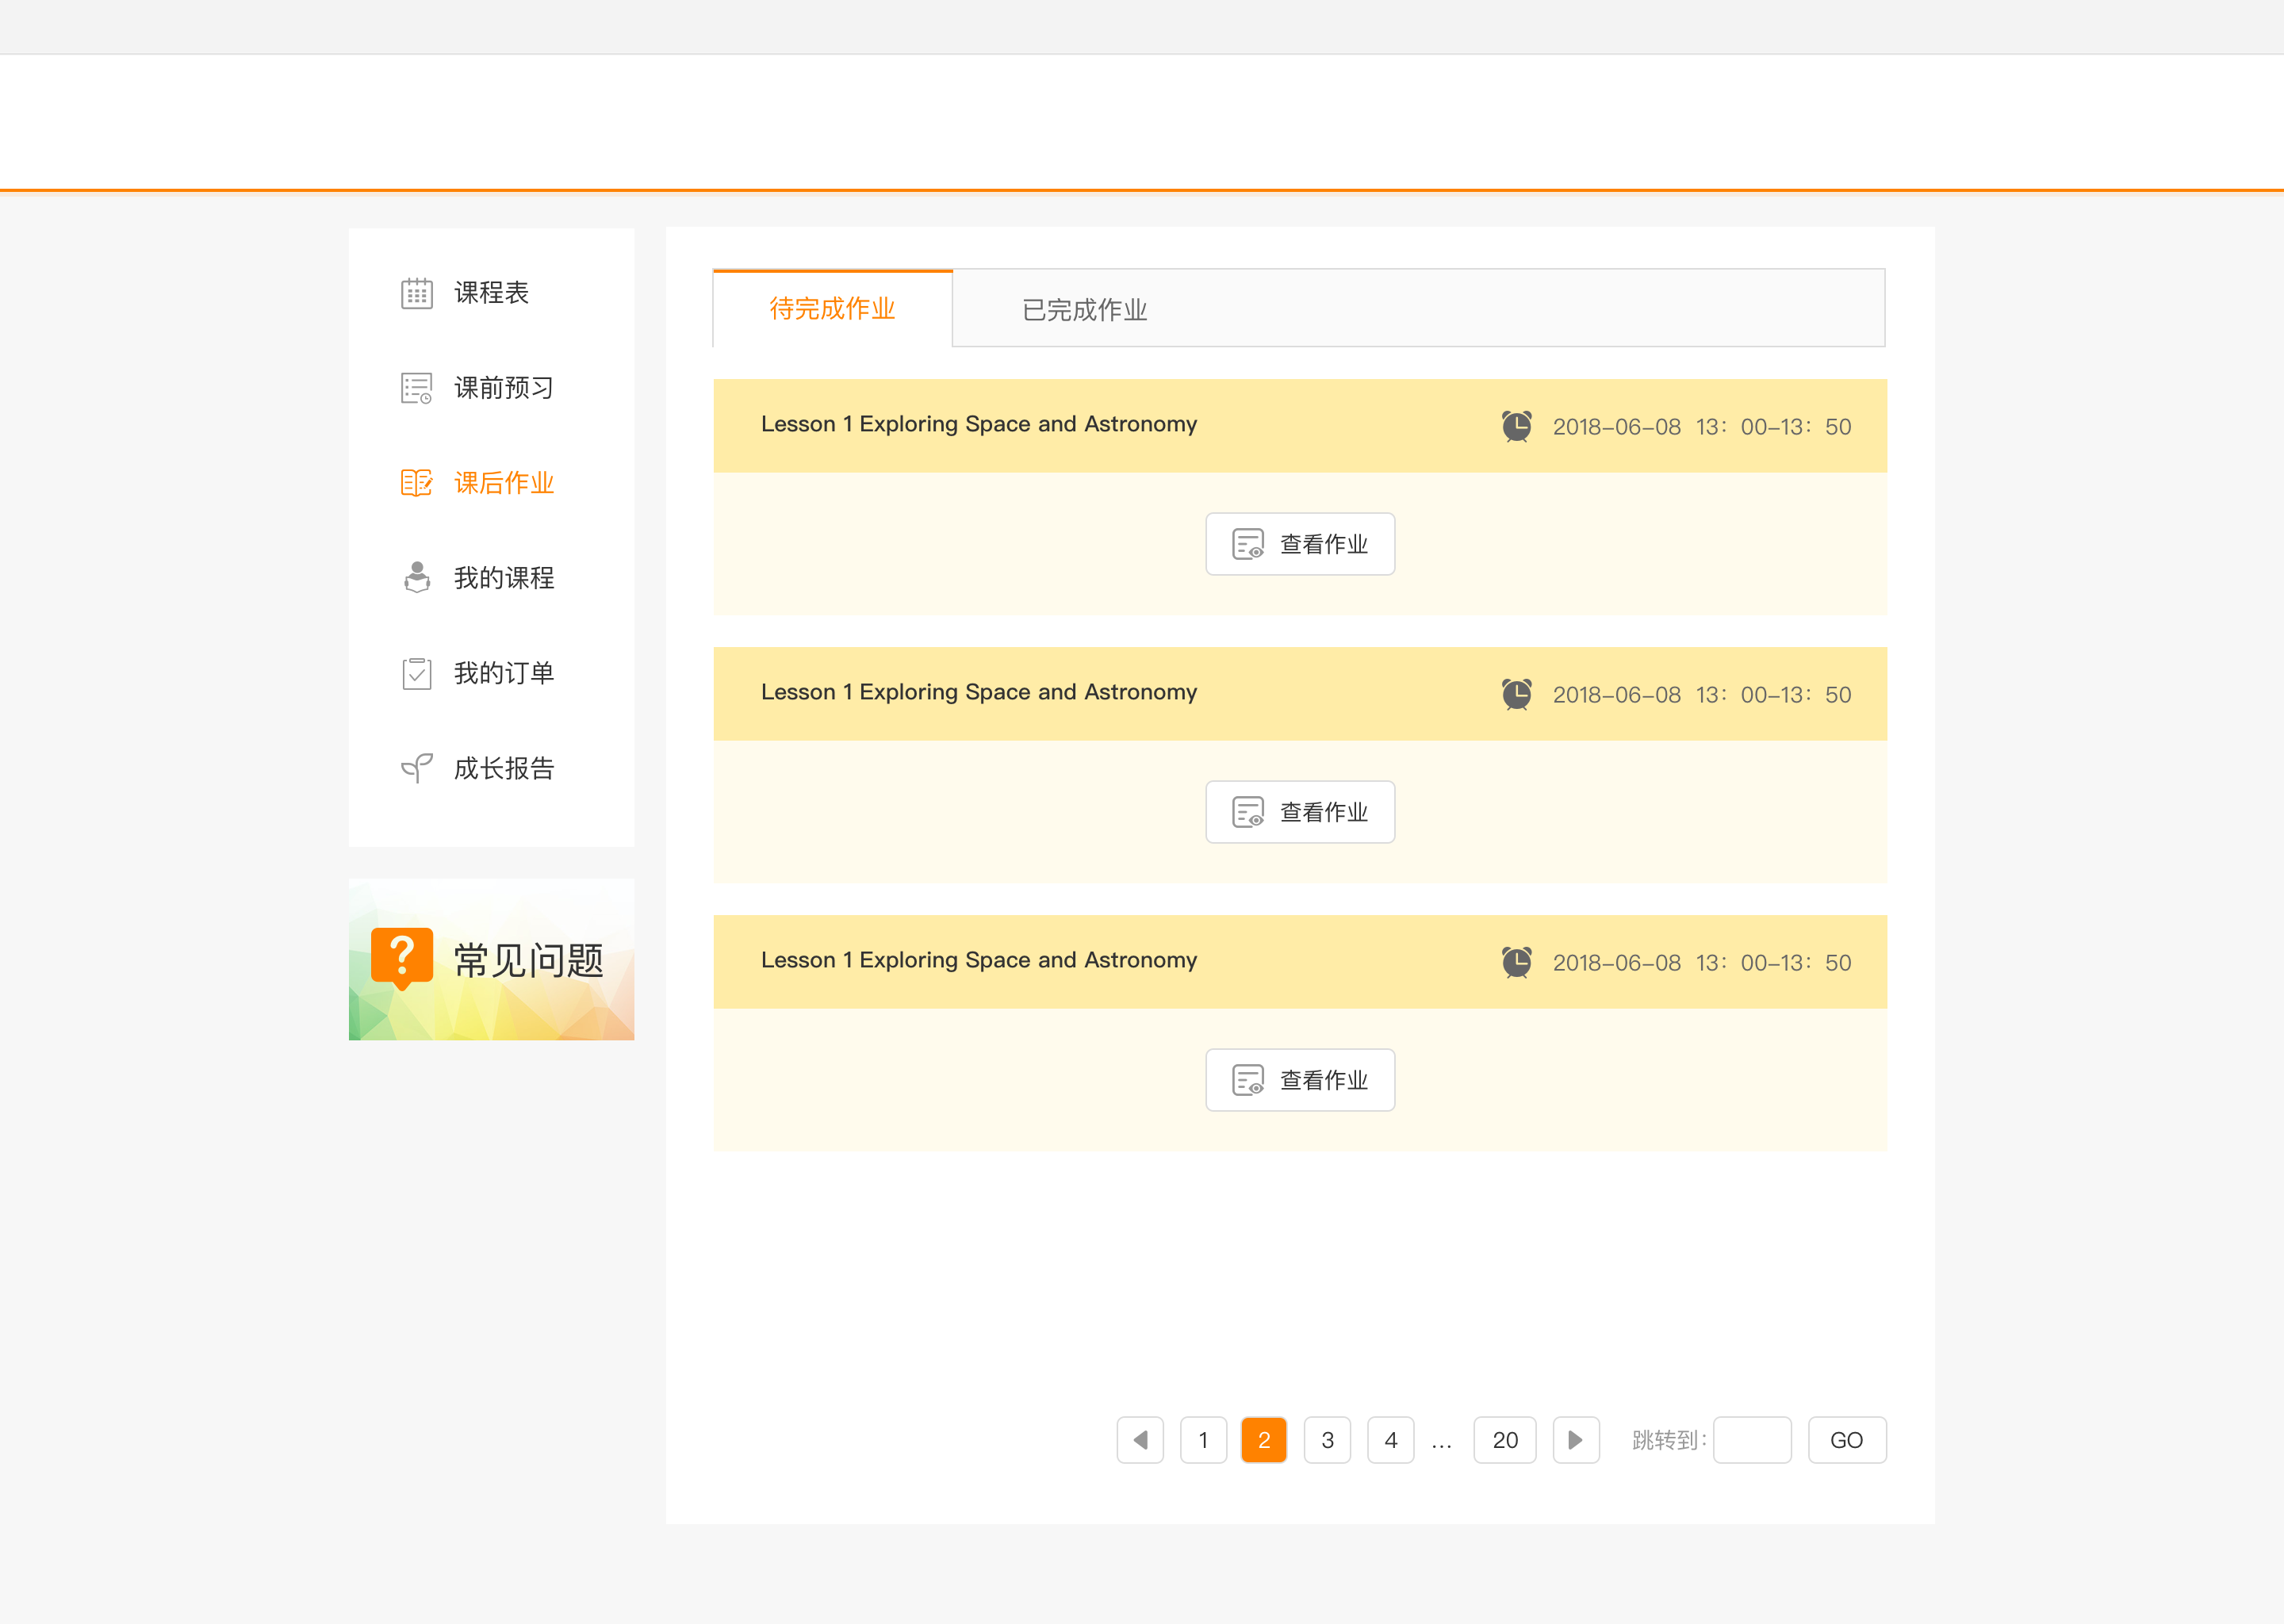 课程表
课前预习
课后作业
我的课程
我的订单
成长报告
? 常见问题
待完成作业 已完成作业
Lesson 1 Exploring Space and Astronomy 2018-06-08 13：00-13：50
查看作业
Lesson 1 Exploring Space and Astronomy 2018-06-08 13：00-13：50
查看作业
Lesson 1 Exploring Space and Astronomy 2018-06-08 13：00-13：50
查看作业
1 2 3 4 ... 20 跳转到: GO